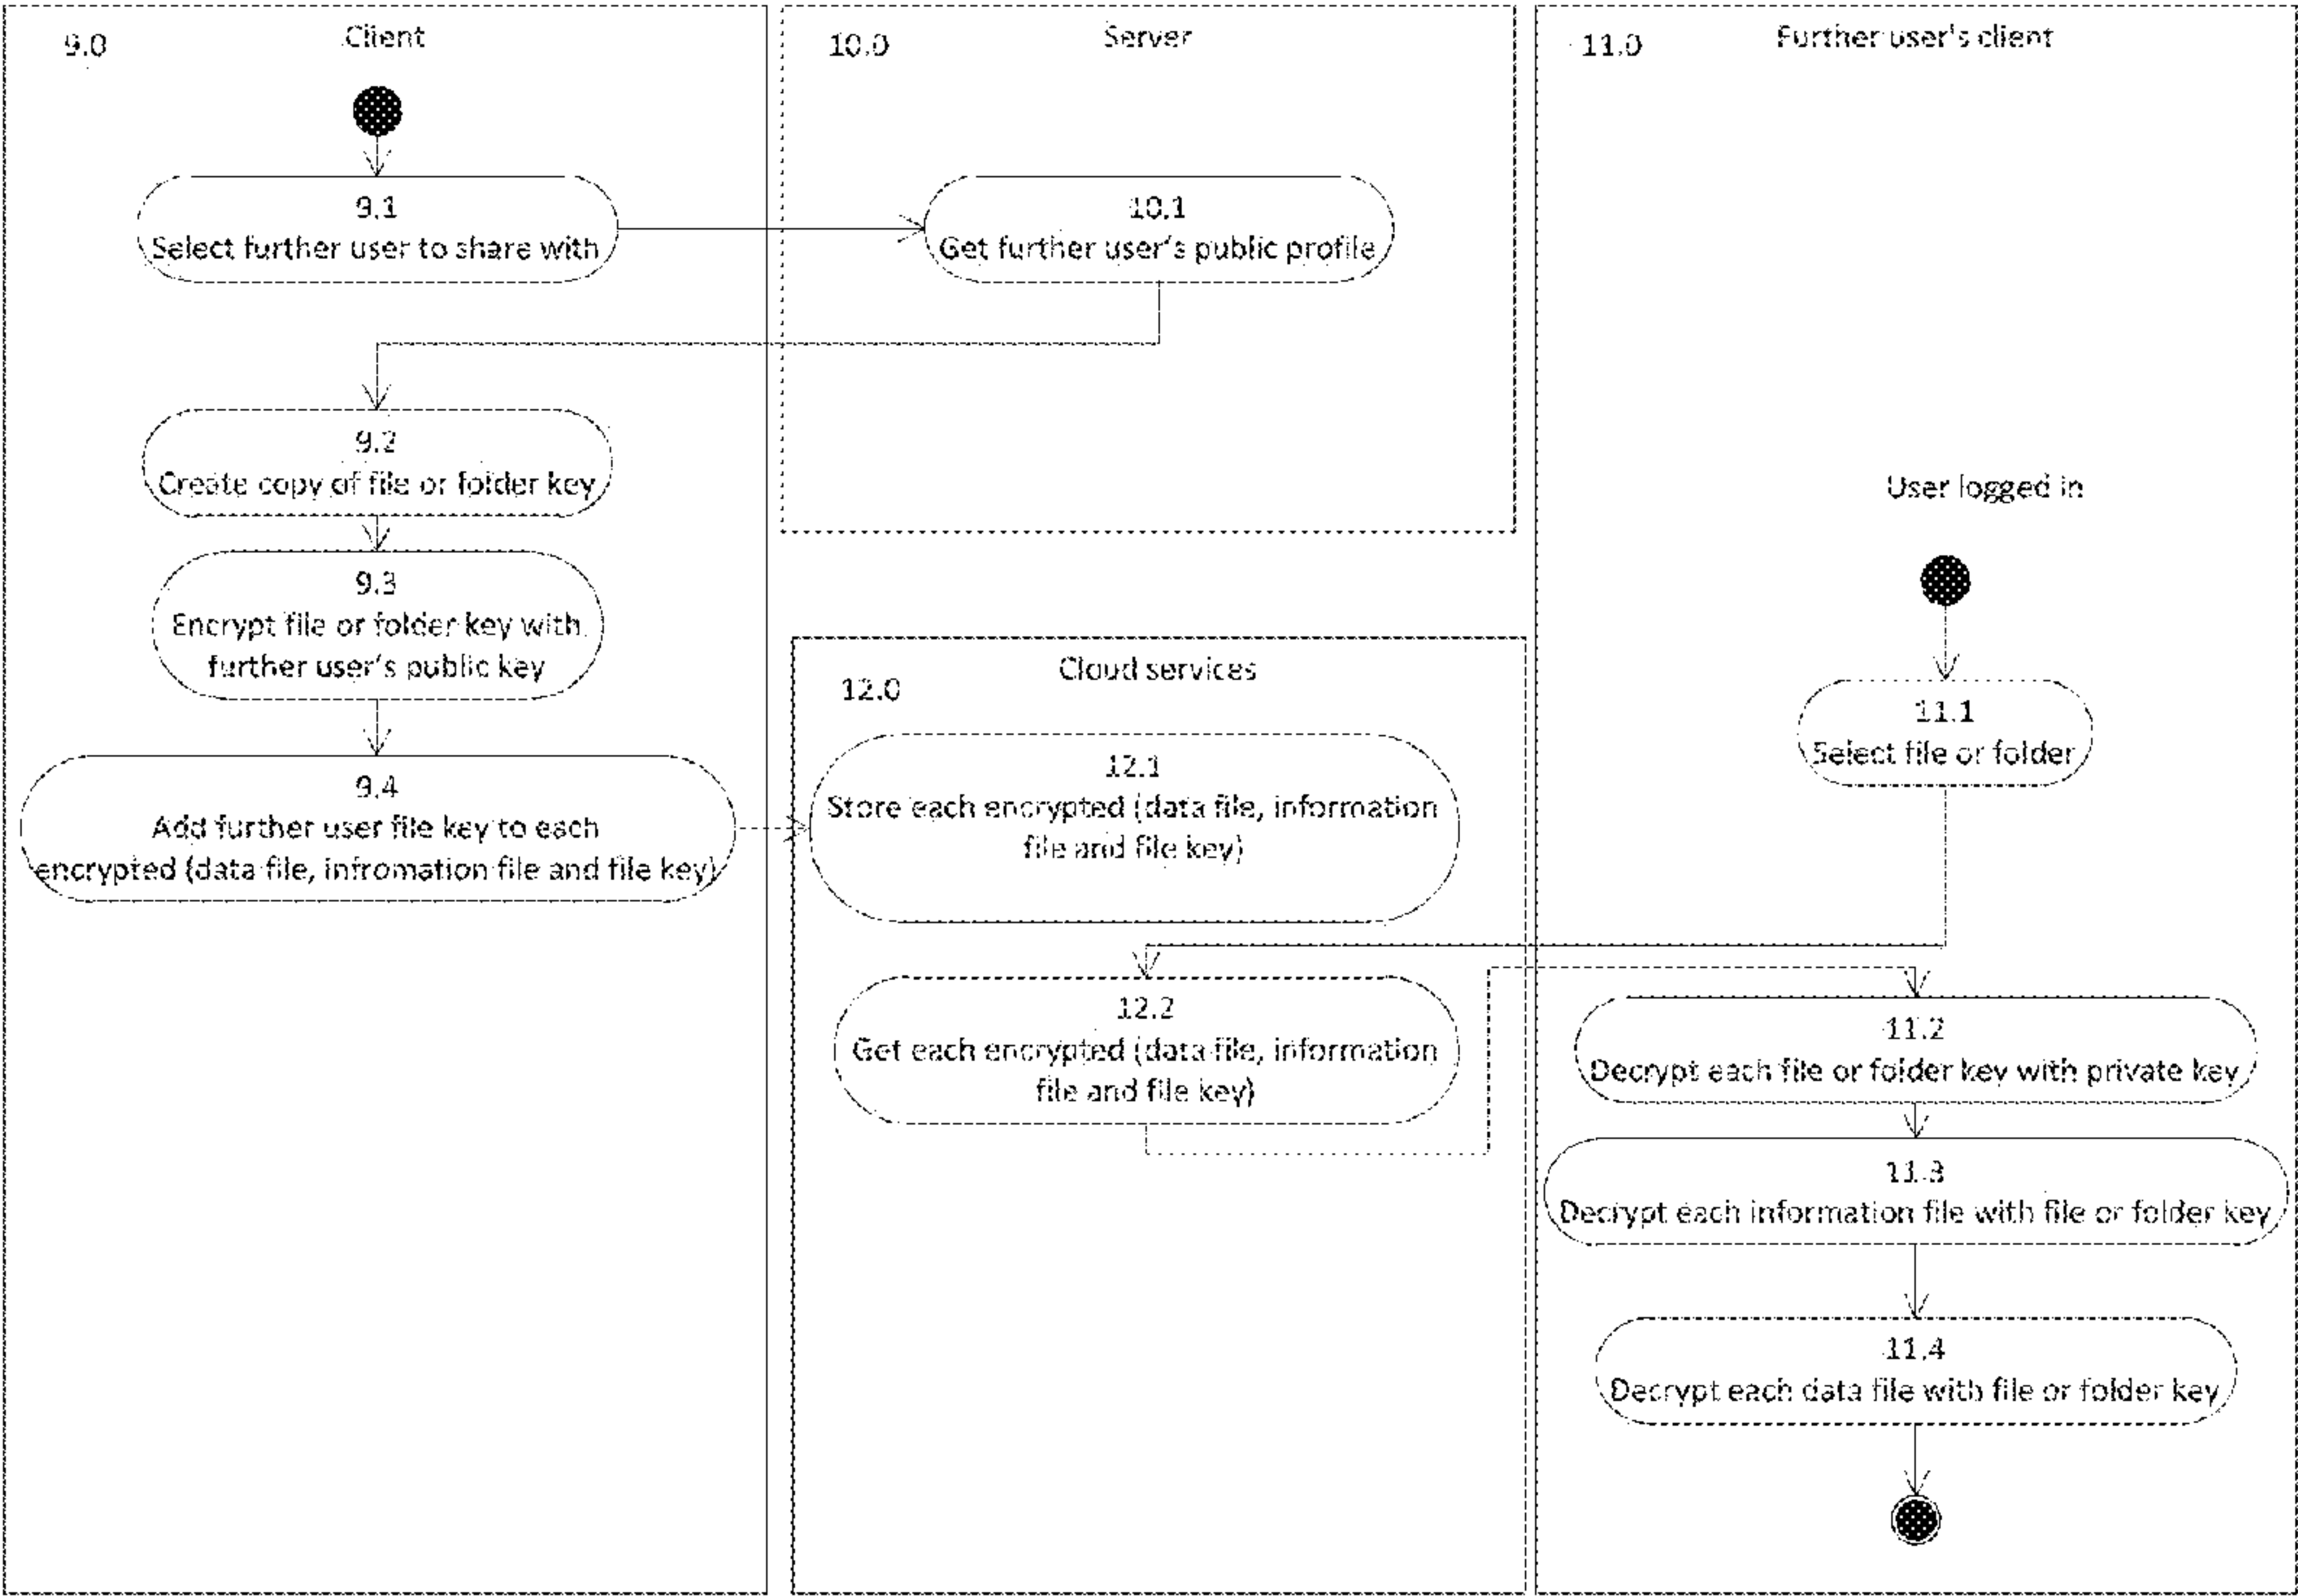 9.0
Client
9.1
Select further user to share with
9.2
Create copy of file or folder key
9.3
Encrypt file or folder key with
further user's public key
9.4
Add further user file key to each
encrypted (data file, infromation file and file key)
10.0
Server
10.1
Get further user's public profile
12.0
Cloud services
12.1
Store each encrypted (data file, information
file and file key)
12.2
Get each encrypted (data file, information
file and file key)
11.0
Further user's client
User logged in
11.1
Select file or folder
11.2
Decrypt each file or folder key with private key
11.3
Decrypt each information file with file or folder key
11.4
Decrypt each data file with file or folder key